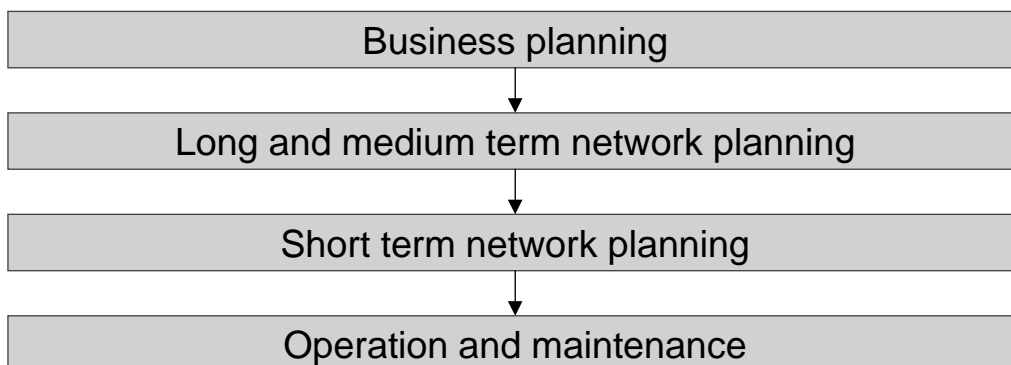 Business planning
Long and medium term network planning
Short term network planning
Operation and maintenance